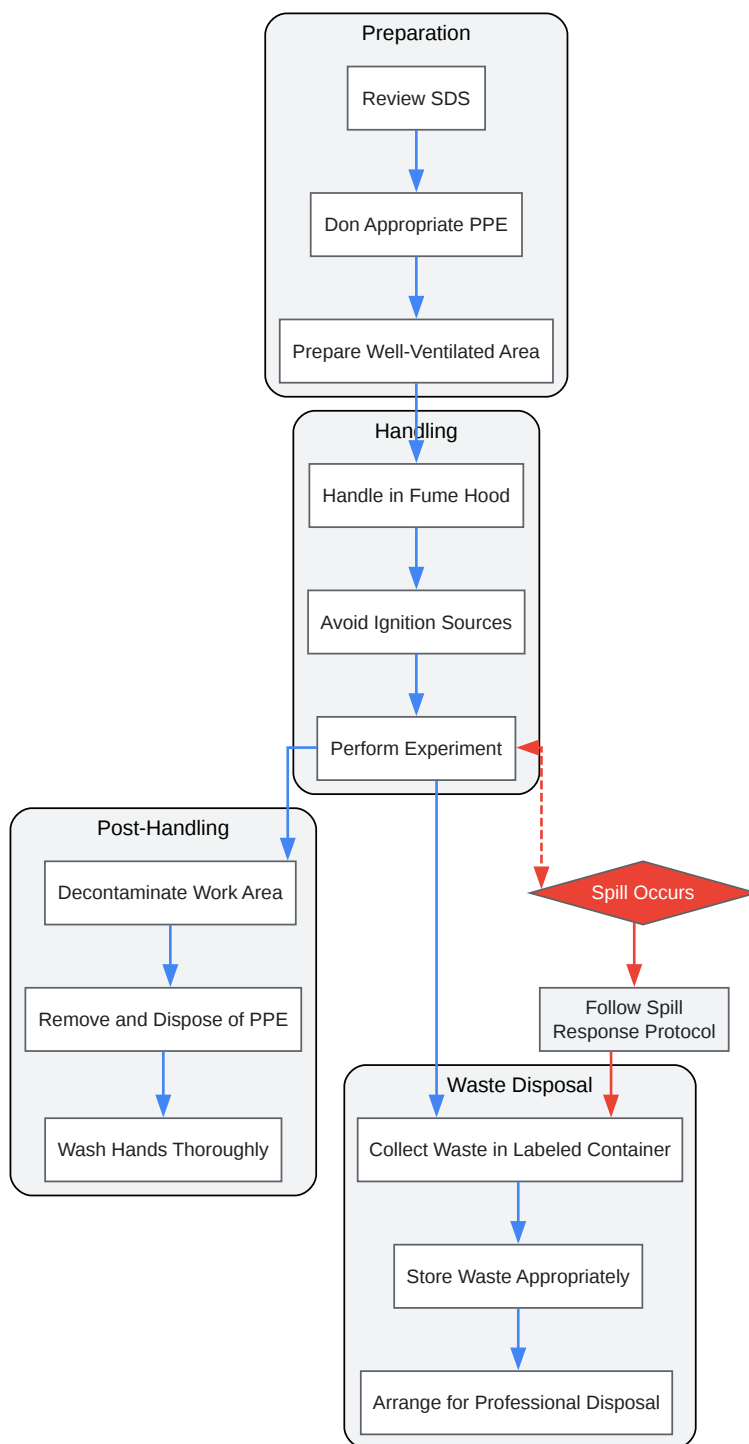 Preparation
Review SDS
Don Appropriate PPE
Prepare Well-Ventilated Area
Handling
Handle in Fume Hood
Avoid Ignition Sources
Perform Experiment
Post-Handling
Decontaminate Work Area
Remove and Dispose of PPE
Wash Hands Thoroughly
Spill Occurs
Follow Spill
Response Protocol
Waste Disposal
Collect Waste in Labeled Container
Store Waste Appropriately
Arrange for Professional Disposal